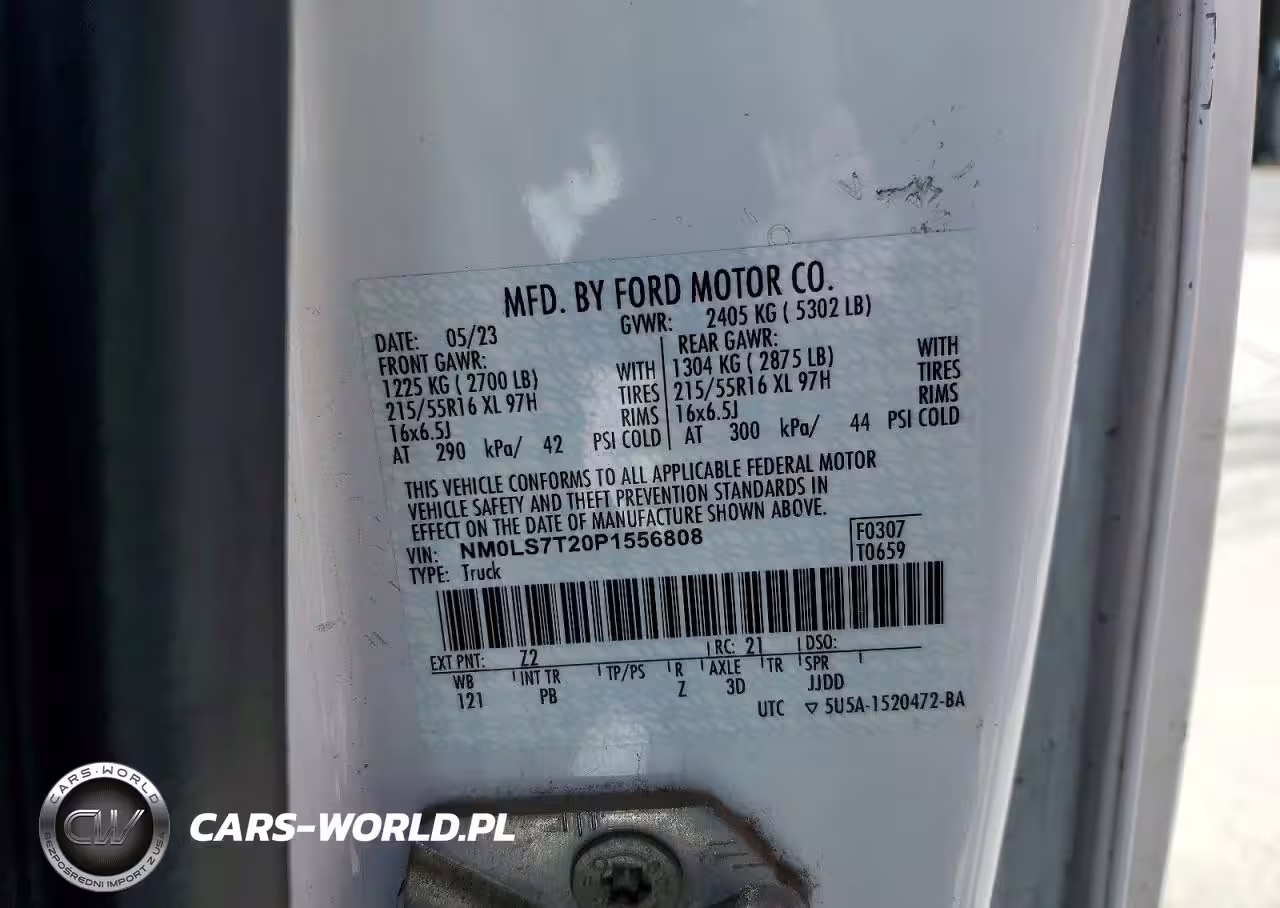 MFD. BY FORD MOTOR CO.
DATE: 05/23 GVWR: 2405 KG ( 5302 LB)
FRONT GAWR: REAR GAWR:
1225 KG ( 2700 LB) WITH 1304 KG ( 2875 LB) WITH
215/55R16 XL 97H TIRES 215/55R16 XL 97H TIRES
16x6.5J RIMS 16x6.5J RIMS
AT 290 kPa/ 42 PSI COLD AT 300 kPa/ 44 PSI COLD
THIS VEHICLE CONFORMS TO ALL APPLICABLE FEDERAL MOTOR
VEHICLE SAFETY AND THEFT PREVENTION STANDARDS IN
EFFECT ON THE DATE OF MANUFACTURE SHOWN ABOVE.
VIN: NM0LS7T20P1556808 F0307
TYPE: Truck T0659
EXT PNT: Z2 RC: 21 DSO:
WB INT TR TP/PS R AXLE TR SPR
121 PB Z 3D JJDD
UTC ▽ 5U5A-1520472-BA
CARS-WORLD
CW
BEZPOŚREDNI IMPORT Z USA
CARS-WORLD.PL